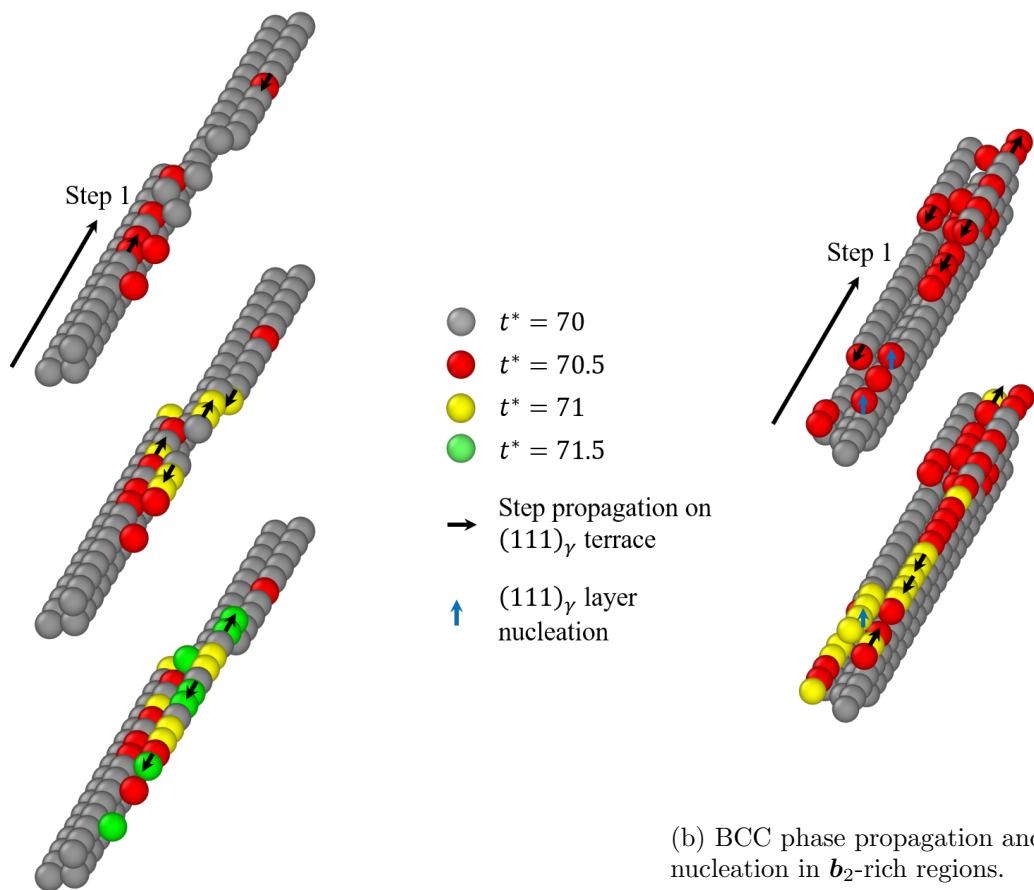 Step 1
t* = 70
t* = 70.5
t* = 71
t* = 71.5
Step propagation on
(111)γ terrace
(111)γ layer
nucleation
Step 1
(b) BCC phase propagation and
nucleation in b₂-rich regions.